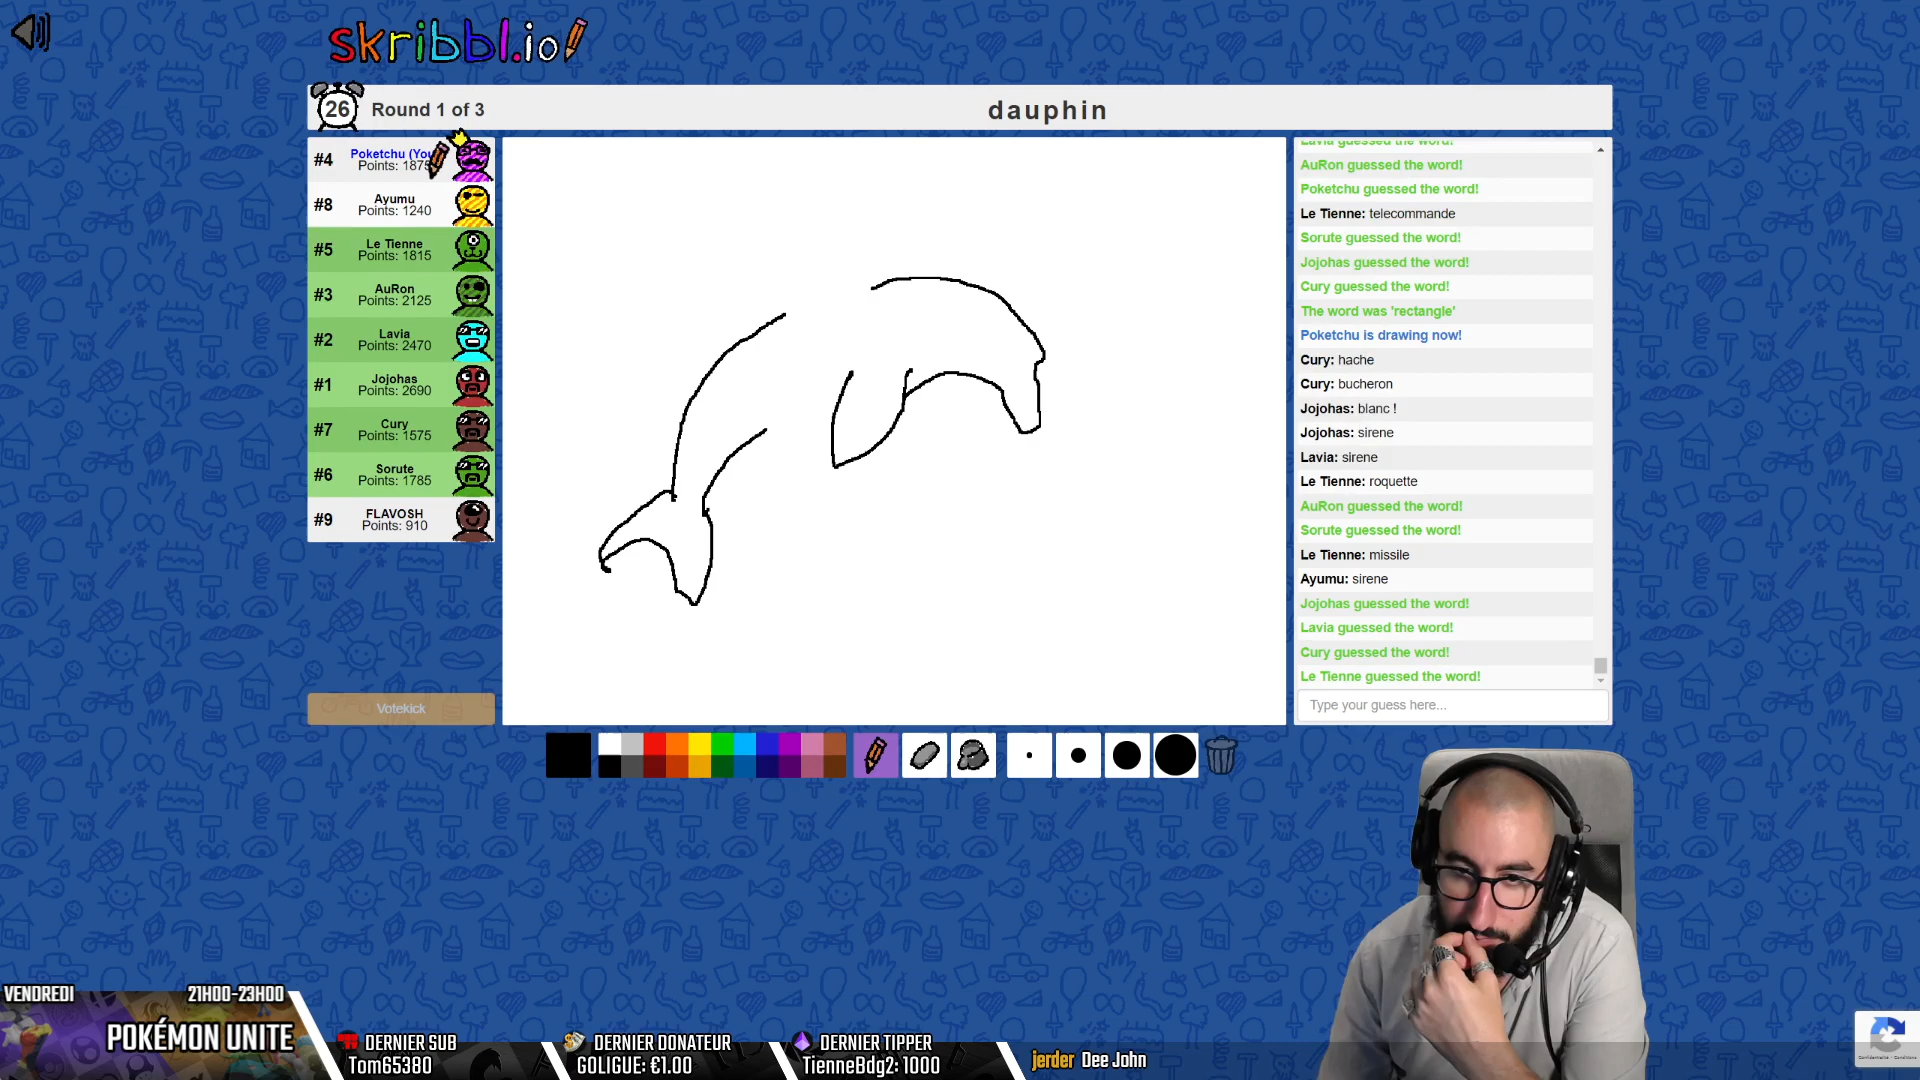 skribbl.io
26
Round 1 of 3
dauphin
#4
Poketchu (You
Points: 1875
#8
Ayumu
Points: 1240
#5
Le Tienne
Points: 1815
#3
AuRon
Points: 2125
#2
Lavia
Points: 2470
#1
Jojohas
Points: 2690
#7
Cury
Points: 1575
#6
Sorute
Points: 1785
#9
FLAVOSH
Points: 910
Votekick
Lavia guessed the word!
AuRon guessed the word!
Poketchu guessed the word!
Le Tienne: telecommande
Sorute guessed the word!
Jojohas guessed the word!
Cury guessed the word!
The word was 'rectangle'
Poketchu is drawing now!
Cury: hache
Cury: bucheron
Jojohas: blanc !
Jojohas: sirene
Lavia: sirene
Le Tienne: roquette
AuRon guessed the word!
Sorute guessed the word!
Le Tienne: missile
Ayumu: sirene
Jojohas guessed the word!
Lavia guessed the word!
Cury guessed the word!
Le Tienne guessed the word!
Type your guess here...
VENDREDI
21H00-23H00
POKÉMON UNITE
DERNIER SUB
Tom65380
DERNIER DONATEUR
GOLIGUE: €1.00
DERNIER TIPPER
TienneBdg2: 1000
jerder Dee John